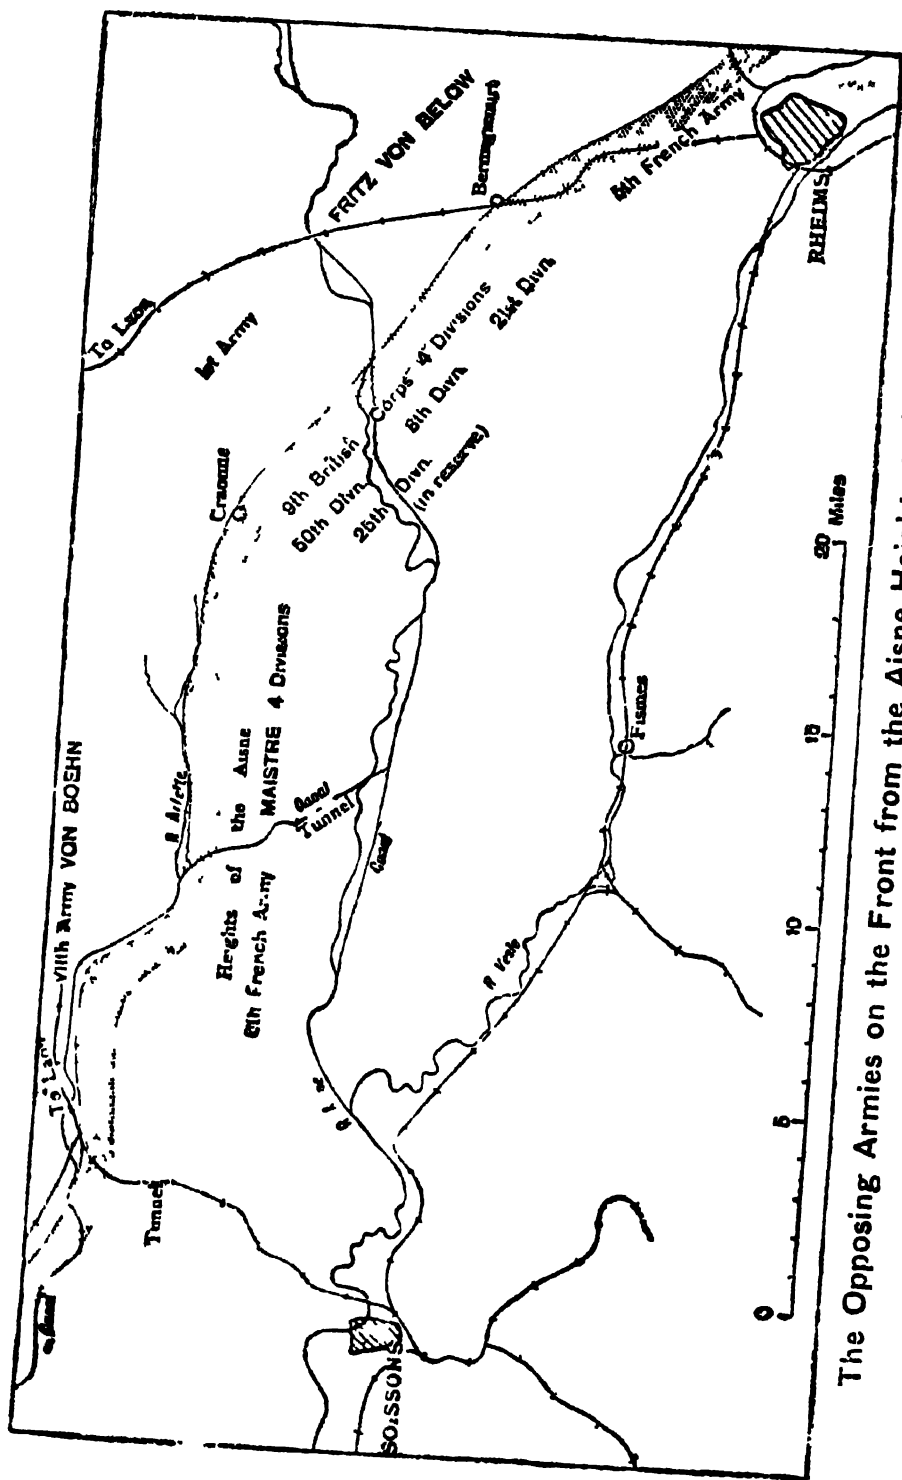 To Laon
VIIIth Army VON BOEHN
To Laon
1st Army
FRITZ VON BELOW
Canal
Tunnel
R Ailette
Craonne
Bermericourt
Heights of the Aisne
6th French Army
MAISTRE 4 Divisions
Canal
Tunnel
Canal
9th British Corps 4 Divisions
50th Divn.
8th Divn.
21st Divn.
25th Divn.
(in reserve)
5th French Army
SOISSONS
R Vesle
Fismes
RHEIMS
0 5 10 15 20 Miles
The Opposing Armies on the Front from the Aisne